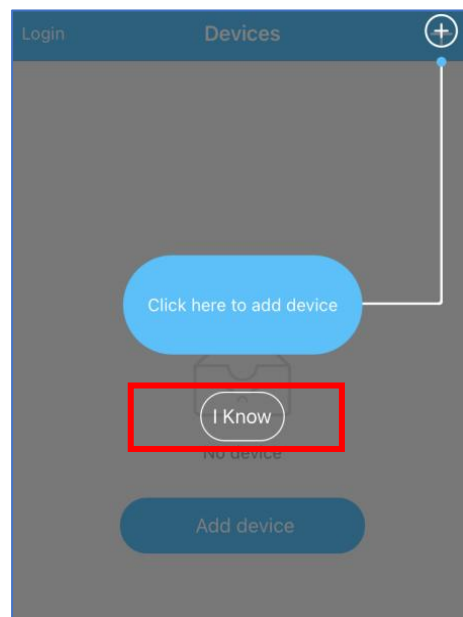 Login Devices
Click here to add device
I Know
No device
Add device